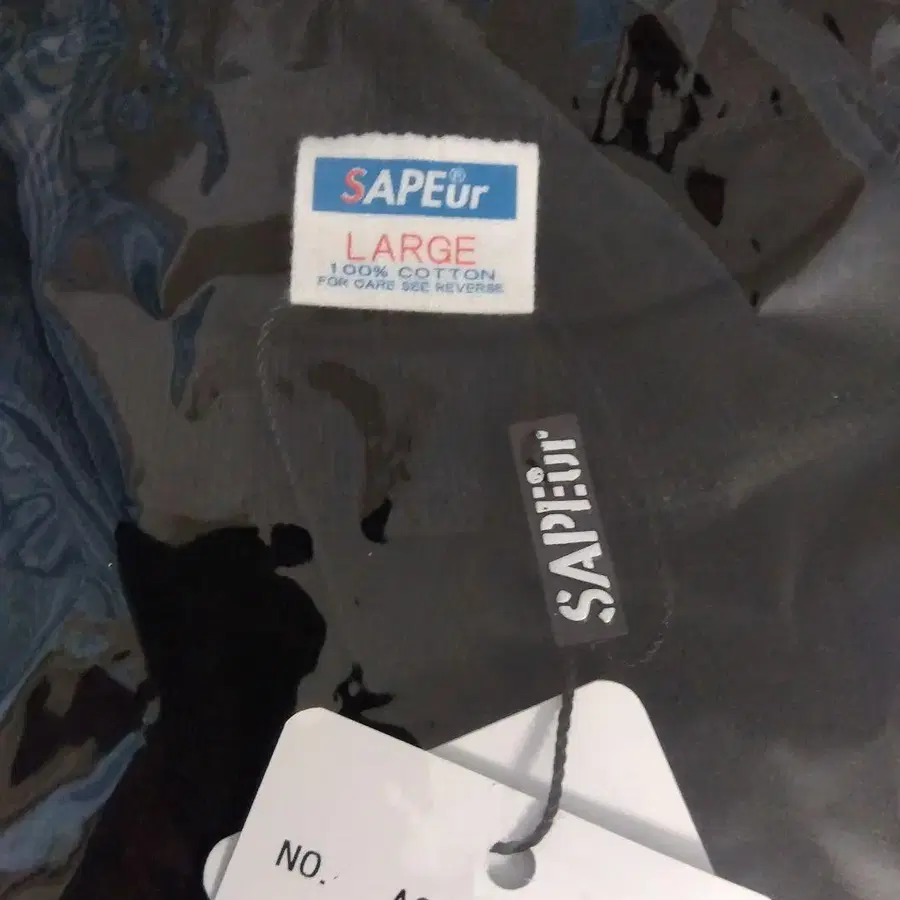 SAPEur®
LARGE
100% COTTON
FOR CARE SEE REVERSE
SAPEur
NO.